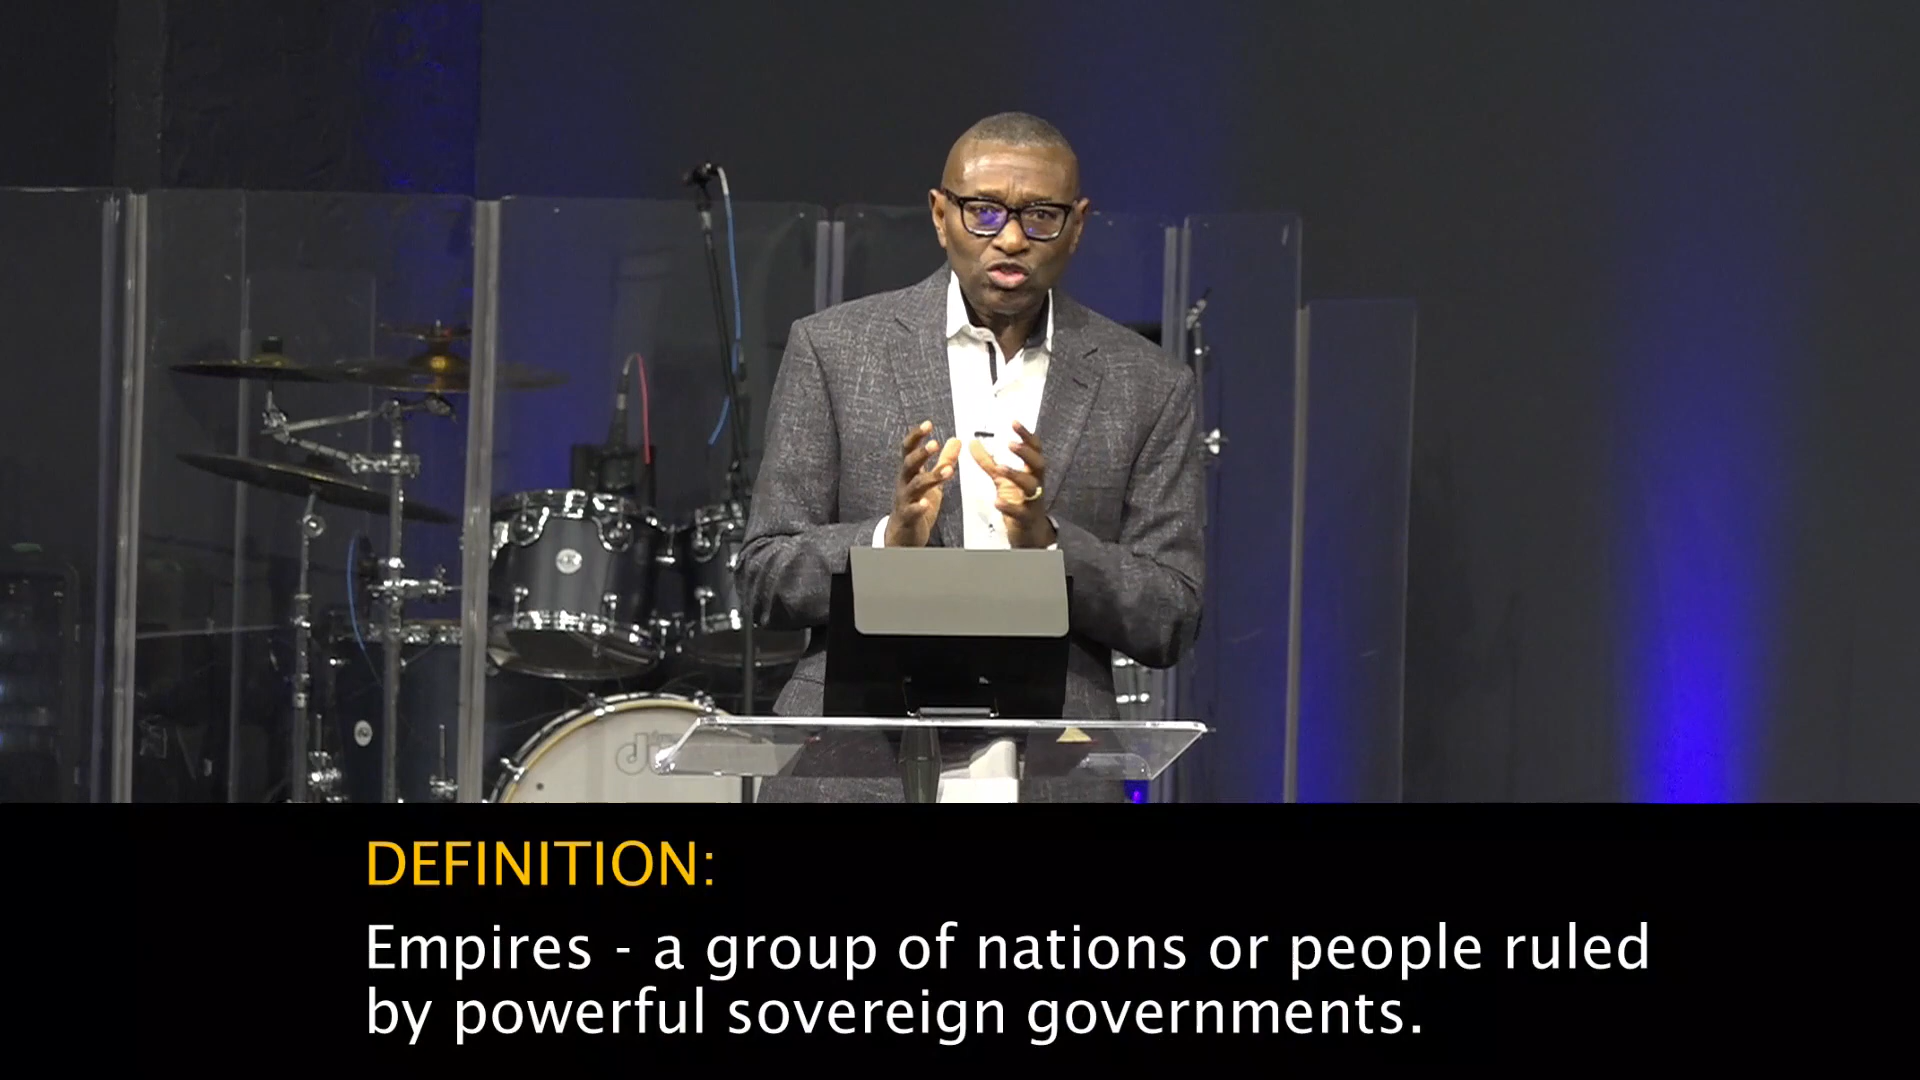 DEFINITION:
Empires - a group of nations or people ruled
by powerful sovereign governments.